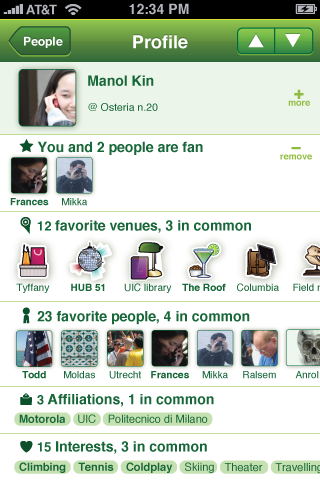 AT&T 12:34 PM
People Profile
Manol Kin
@ Osteria n.20
more
You and 2 people are fan
remove
Frances Mikka
12 favorite venues, 3 in common
Tyffany HUB 51 UIC library The Roof Columbia Field
23 favorite people, 4 in common
Todd Moldas Utrecht Frances Mikka Ralsem Anrol
3 Affiliations, 1 in common
Motorola UIC Politecnico di Milano
15 Interests, 3 in common
Climbing Tennis Coldplay Skiing Theater Travelling